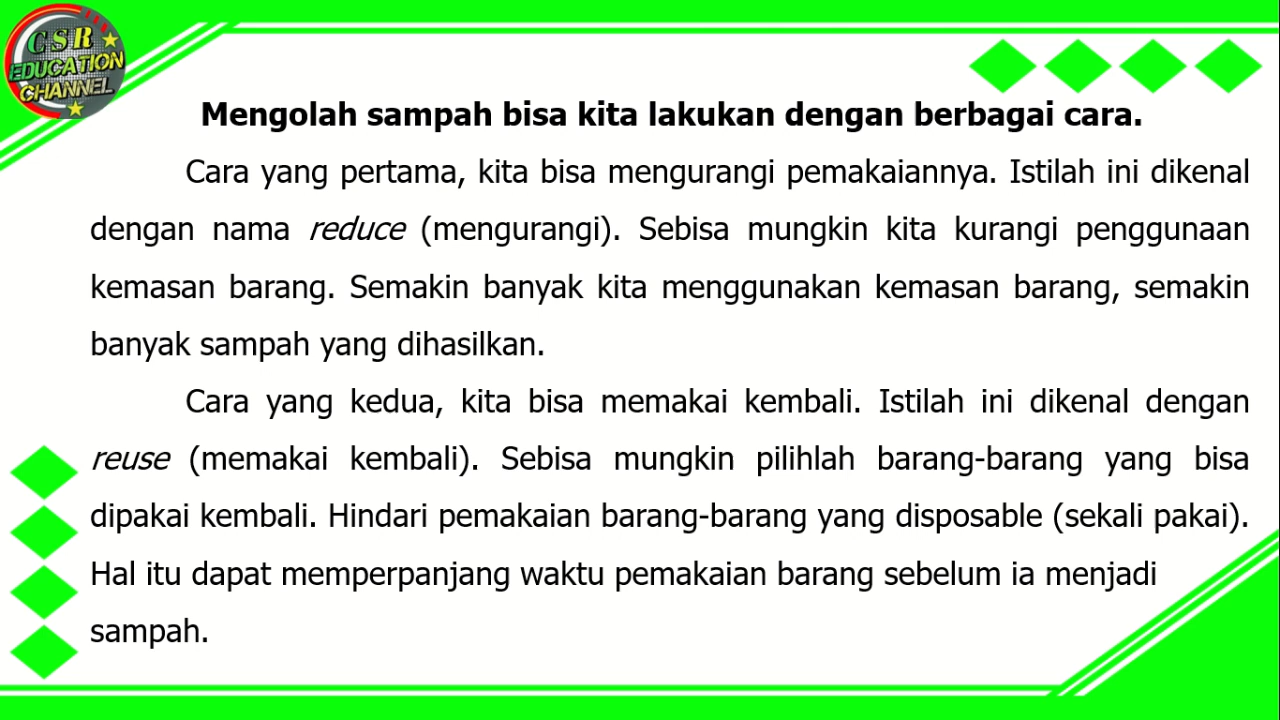 CSR
EDUCATION
CHANNEL
Mengolah sampah bisa kita lakukan dengan berbagai cara.
Cara yang pertama, kita bisa mengurangi pemakaiannya. Istilah ini dikenal
dengan nama reduce (mengurangi). Sebisa mungkin kita kurangi penggunaan
kemasan barang. Semakin banyak kita menggunakan kemasan barang, semakin
banyak sampah yang dihasilkan.
Cara yang kedua, kita bisa memakai kembali. Istilah ini dikenal dengan
reuse (memakai kembali). Sebisa mungkin pilihlah barang-barang yang bisa
dipakai kembali. Hindari pemakaian barang-barang yang disposable (sekali pakai).
Hal itu dapat memperpanjang waktu pemakaian barang sebelum ia menjadi
sampah.